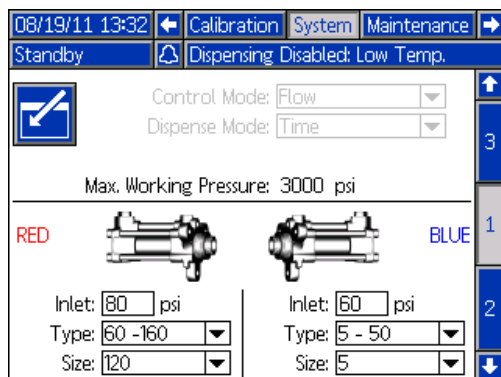 08/19/11 13:32 Calibration System Maintenance
Standby Dispensing Disabled: Low Temp.
Control Mode: Flow
Dispense Mode: Time
3
Max. Working Pressure: 3000 psi
RED BLUE 1
Inlet: 80 psi Inlet: 60 psi
Type: 60 -160 Type: 5 - 50
2
Size: 120 Size: 5